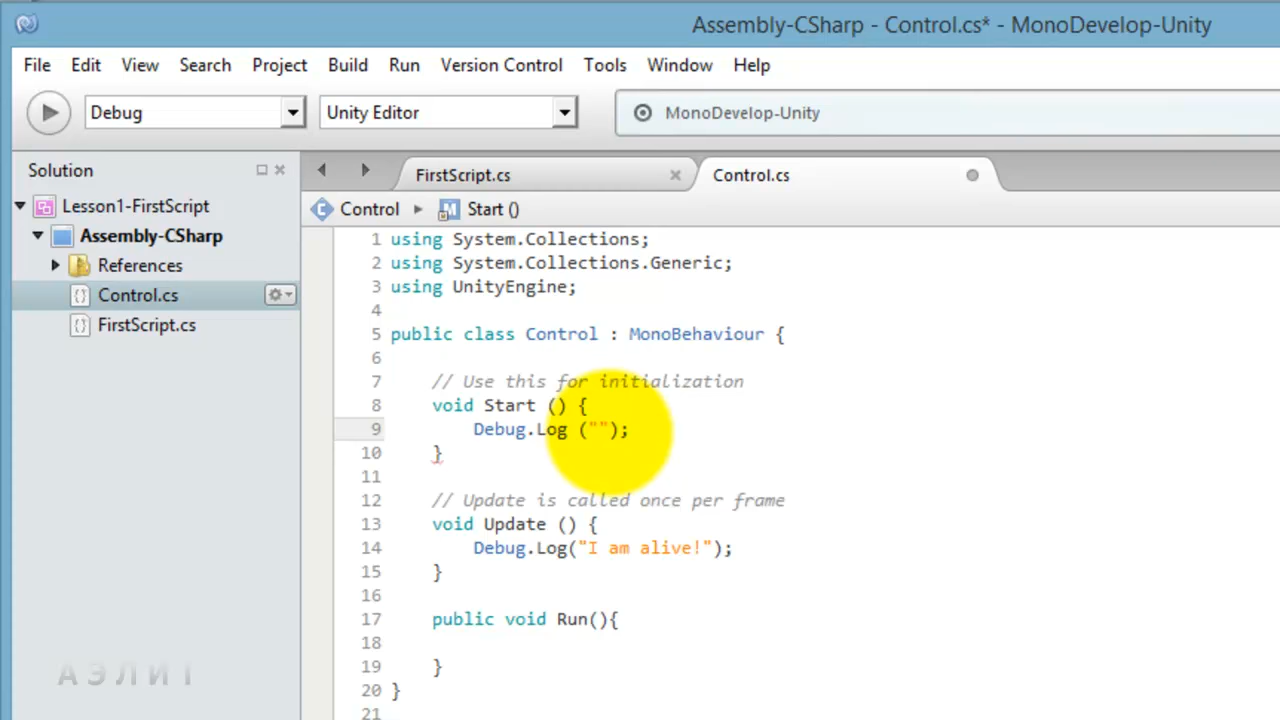 Assembly-CSharp - Control.cs* - MonoDevelop-Unity
File Edit View Search Project Build Run Version Control Tools Window Help
Debug Unity Editor MonoDevelop-Unity
Solution
FirstScript.cs Control.cs
Lesson1-FirstScript
Control Start ()
Assembly-CSharp
References
Control.cs
FirstScript.cs
1 using System.Collections;
2 using System.Collections.Generic;
3 using UnityEngine;
4
5 public class Control : MonoBehaviour {
6
7 // Use this for initialization
8 void Start () {
9 Debug.Log ("");
10 }
11
12 // Update is called once per frame
13 void Update () {
14 Debug.Log("I am alive!");
15 }
16
17 public void Run(){
18
19 }
20 }
21